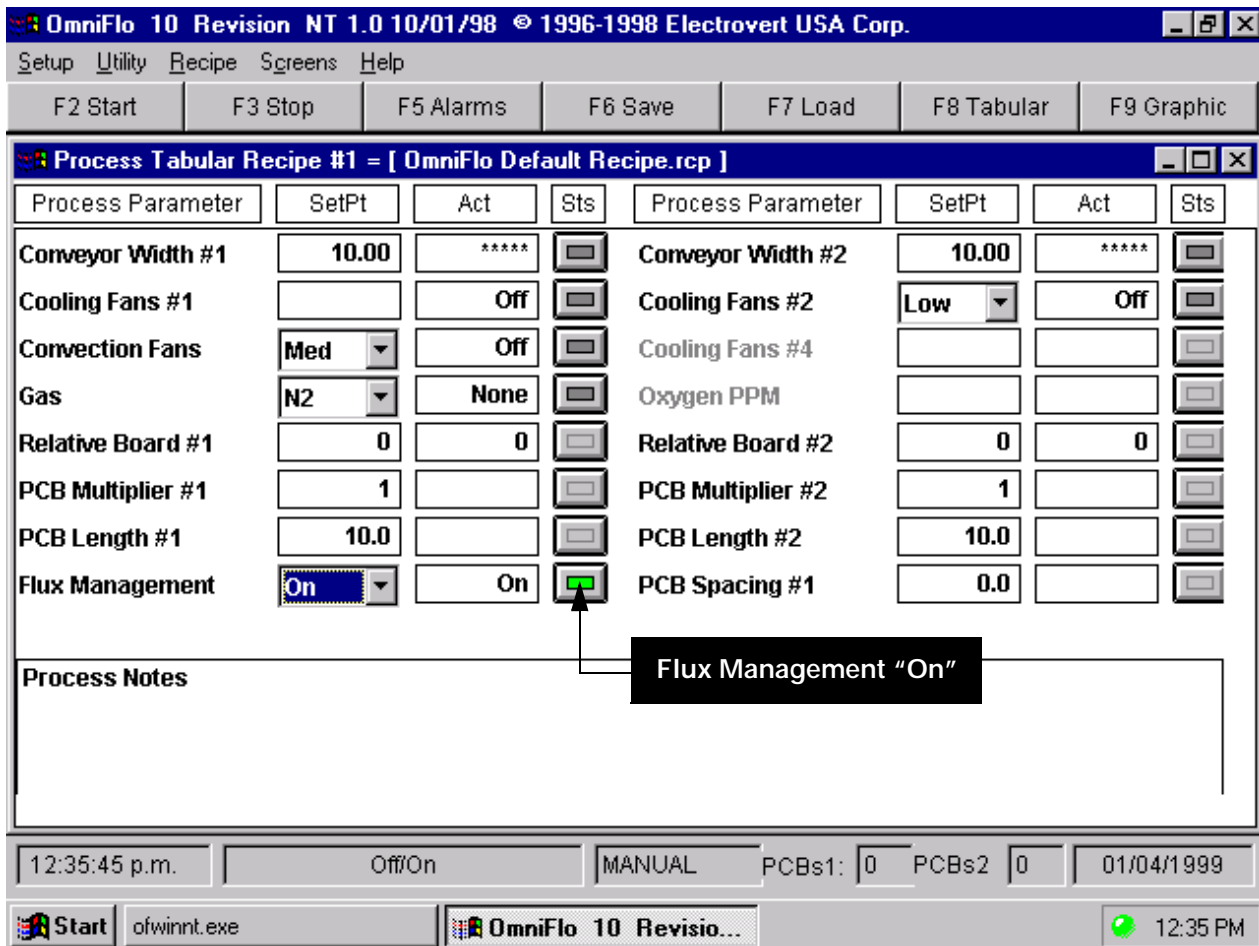 OmniFlo 10 Revision NT 1.0 10/01/98 © 1996-1998 Electrovert USA Corp.
Setup Utility Recipe Screens Help
F2 Start F3 Stop F5 Alarms F6 Save F7 Load F8 Tabular F9 Graphic
Process Tabular Recipe #1 = [ OmniFlo Default Recipe.rcp ]
Process Parameter SetPt Act Sts Process Parameter SetPt Act Sts
Conveyor Width #1 10.00 ***** Conveyor Width #2 10.00 *****
Cooling Fans #1 Off Cooling Fans #2 Low Off
Convection Fans Med Off Cooling Fans #4
Gas N2 None Oxygen PPM
Relative Board #1 0 0 Relative Board #2 0 0
PCB Multiplier #1 1 PCB Multiplier #2 1
PCB Length #1 10.0 PCB Length #2 10.0
Flux Management On On PCB Spacing #1 0.0
Flux Management “On”
Process Notes
12:35:45 p.m. Off/On MANUAL PCBs1: 0 PCBs2 0 01/04/1999
Start ofwinnt.exe OmniFlo 10 Revisio... 12:35 PM